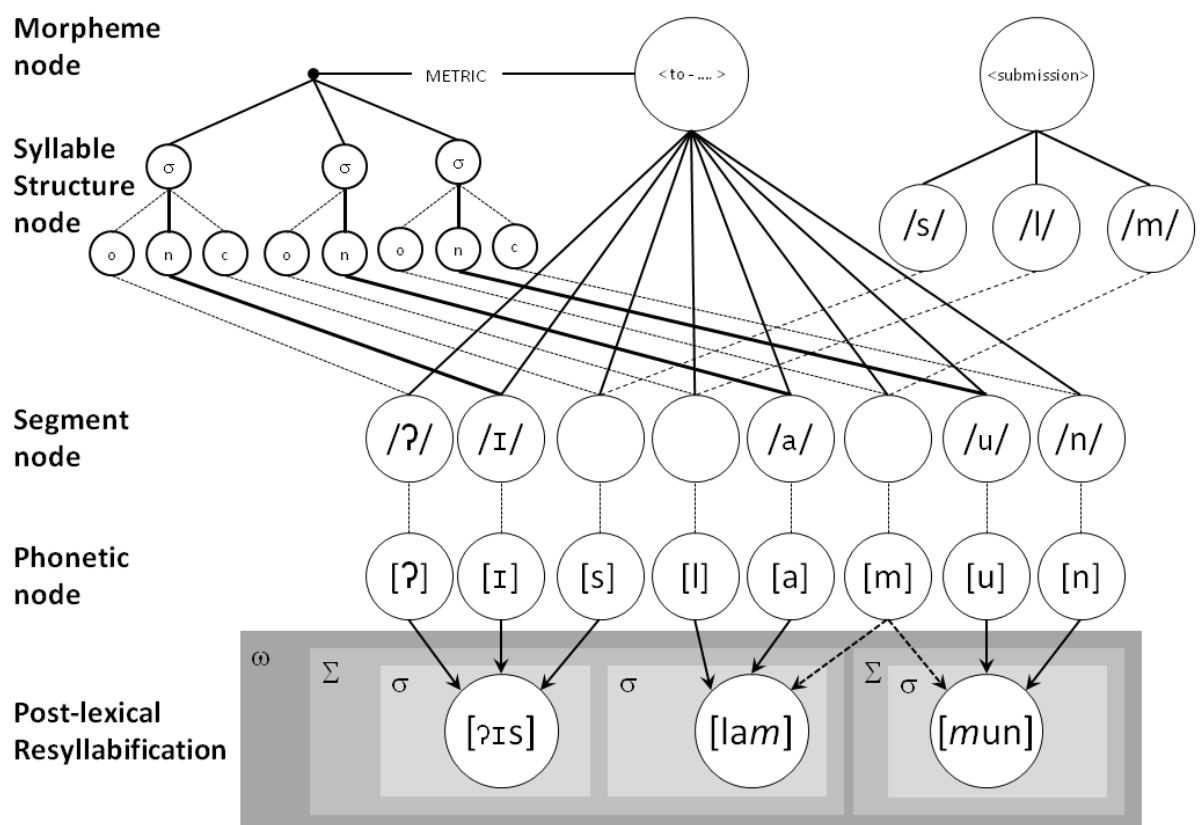 Morpheme
node
METRIC
<to-....>
<submission>
Syllable
Structure
node
σ σ σ
o n c o n o n c
/s/ /l/ /m/
Segment
node
/ʔ/ /ɪ/ /a/ /u/ /n/
Phonetic
node
[ʔ] [ɪ] [s] [l] [a] [m] [u] [n]
ω
Σ σ σ Σ σ
Post-lexical
Resyllabification
[ʔɪs] [lam] [mun]